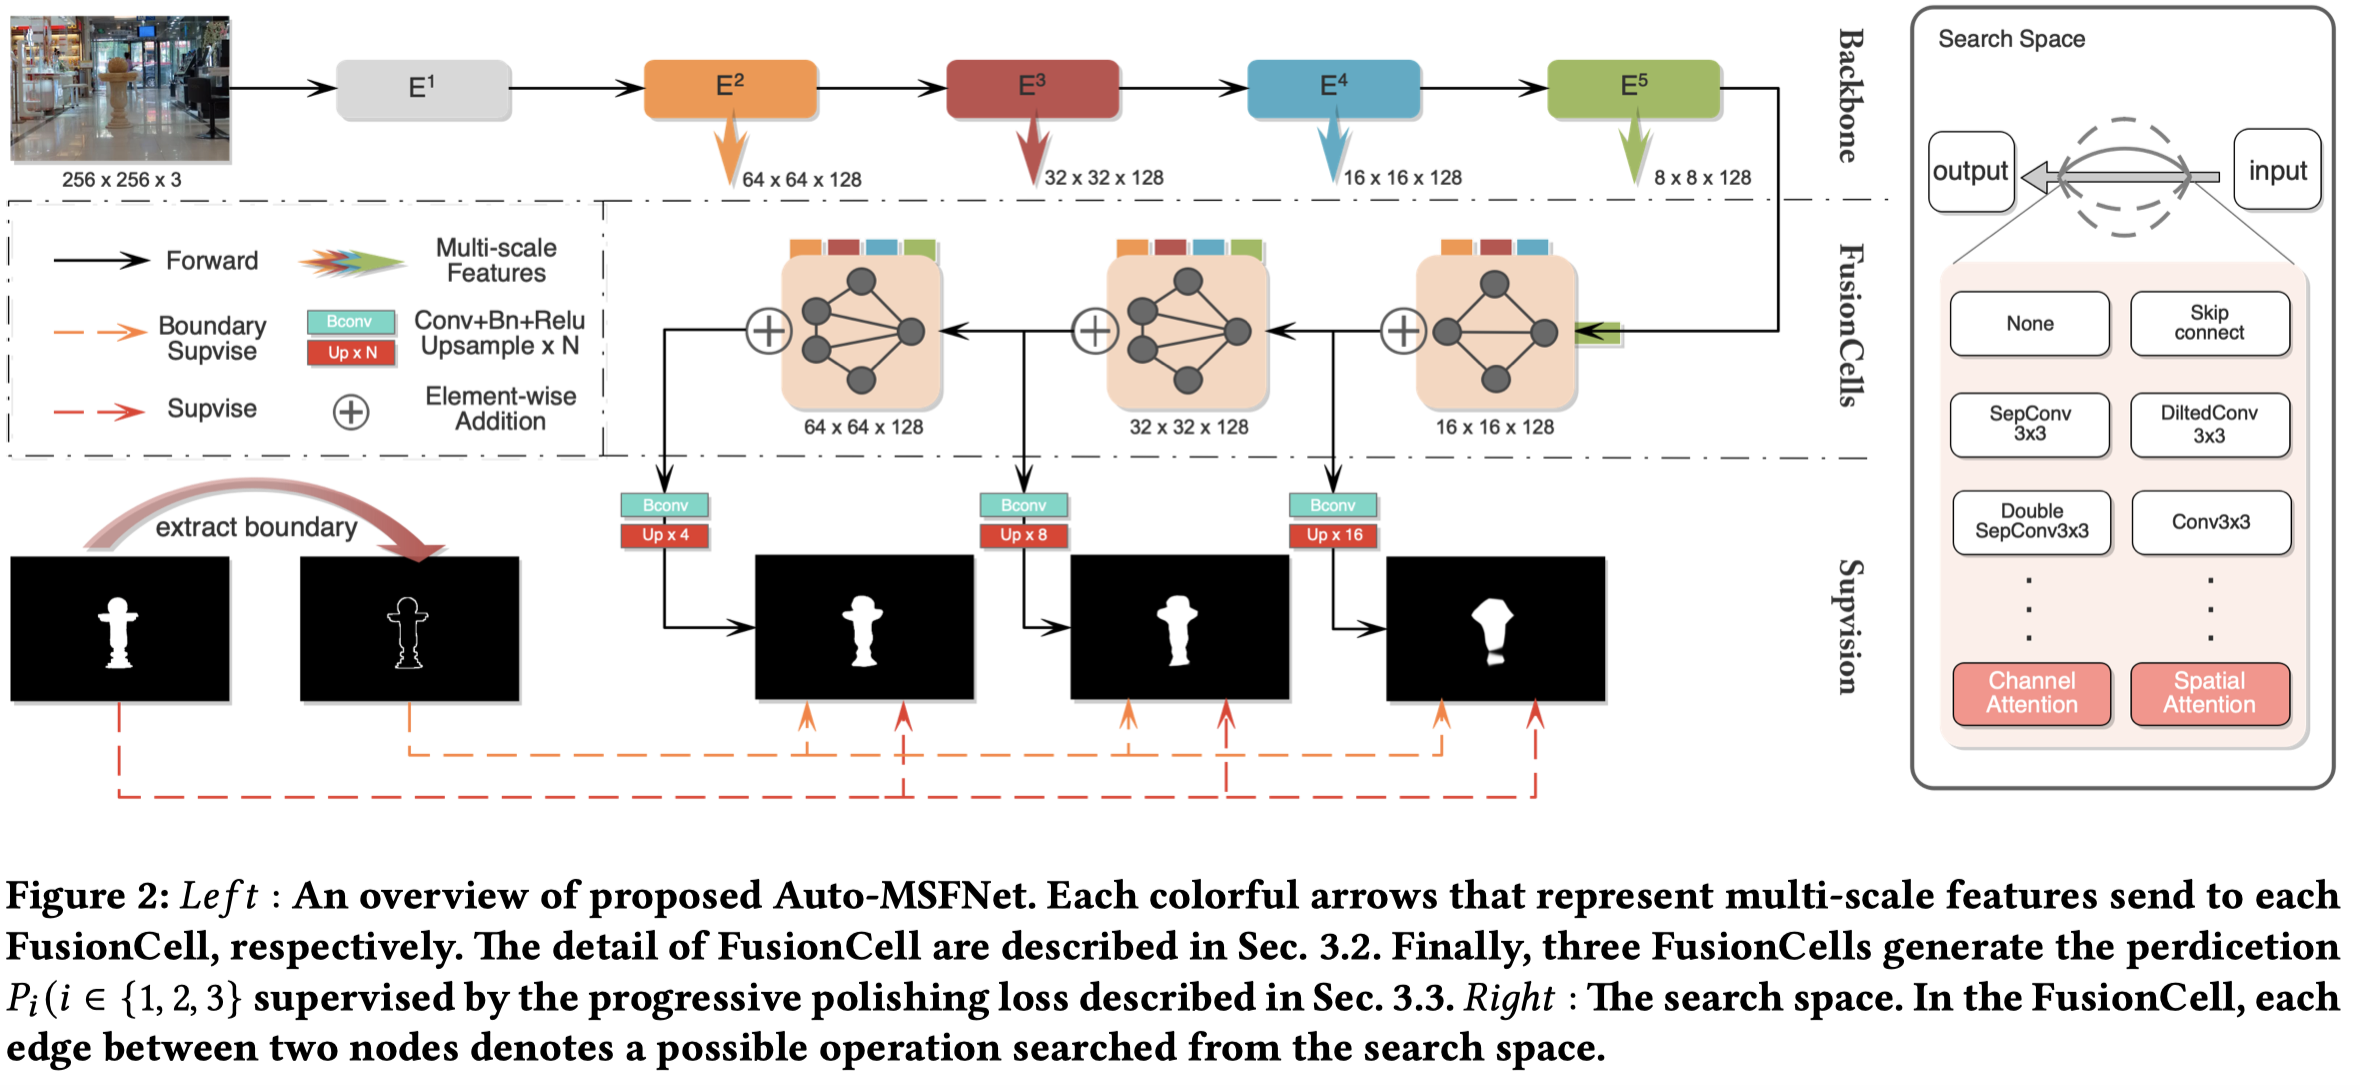 E1
E2
E3
E4
E5
256 x 256 x 3
64 x 64 x 128
32 x 32 x 128
16 x 16 x 128
8 x 8 x 128
Backbone
Forward
Multi-scale
Features
Boundary
Supvise
Bconv
Up x N
Conv+Bn+Relu
Upsample x N
Supvise
Element-wise
Addition
64 x 64 x 128
32 x 32 x 128
16 x 16 x 128
FusionCells
extract boundary
Bconv
Up x 4
Bconv
Up x 8
Bconv
Up x 16
Supvision
Search Space
output
input
None
Skip
connect
SepConv
3x3
DiltedConv
3x3
Double
SepConv3x3
Conv3x3
Channel
Attention
Spatial
Attention
Figure 2: Left : An overview of proposed Auto-MSFNet. Each colorful arrows that represent multi-scale features send to each
FusionCell, respectively. The detail of FusionCell are described in Sec. 3.2. Finally, three FusionCells generate the perdicetion
Pi(i ∈ {1, 2, 3} supervised by the progressive polishing loss described in Sec. 3.3. Right : The search space. In the FusionCell, each
edge between two nodes denotes a possible operation searched from the search space.